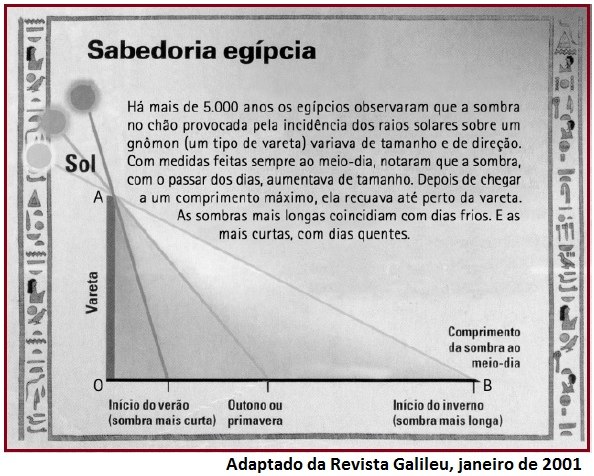 Sabedoria egípcia
Há mais de 5.000 anos os egípcios observaram que a sombra
no chão provocada pela incidência dos raios solares sobre um
gnômon (um tipo de vareta) variava de tamanho e de direção.
Com medidas feitas sempre ao meio-dia, notaram que a sombra,
com o passar dos dias, aumentava de tamanho. Depois de chegar
a um comprimento máximo, ela recuava até perto da vareta.
As sombras mais longas coincidiam com dias frios. E as
mais curtas, com dias quentes.
Sol
A
Vareta
Comprimento
da sombra ao
meio-dia
O
B
Início do verão
(sombra mais curta)
Outono ou
primavera
Início do inverno
(sombra mais longa)
Adaptado da Revista Galileu, janeiro de 2001